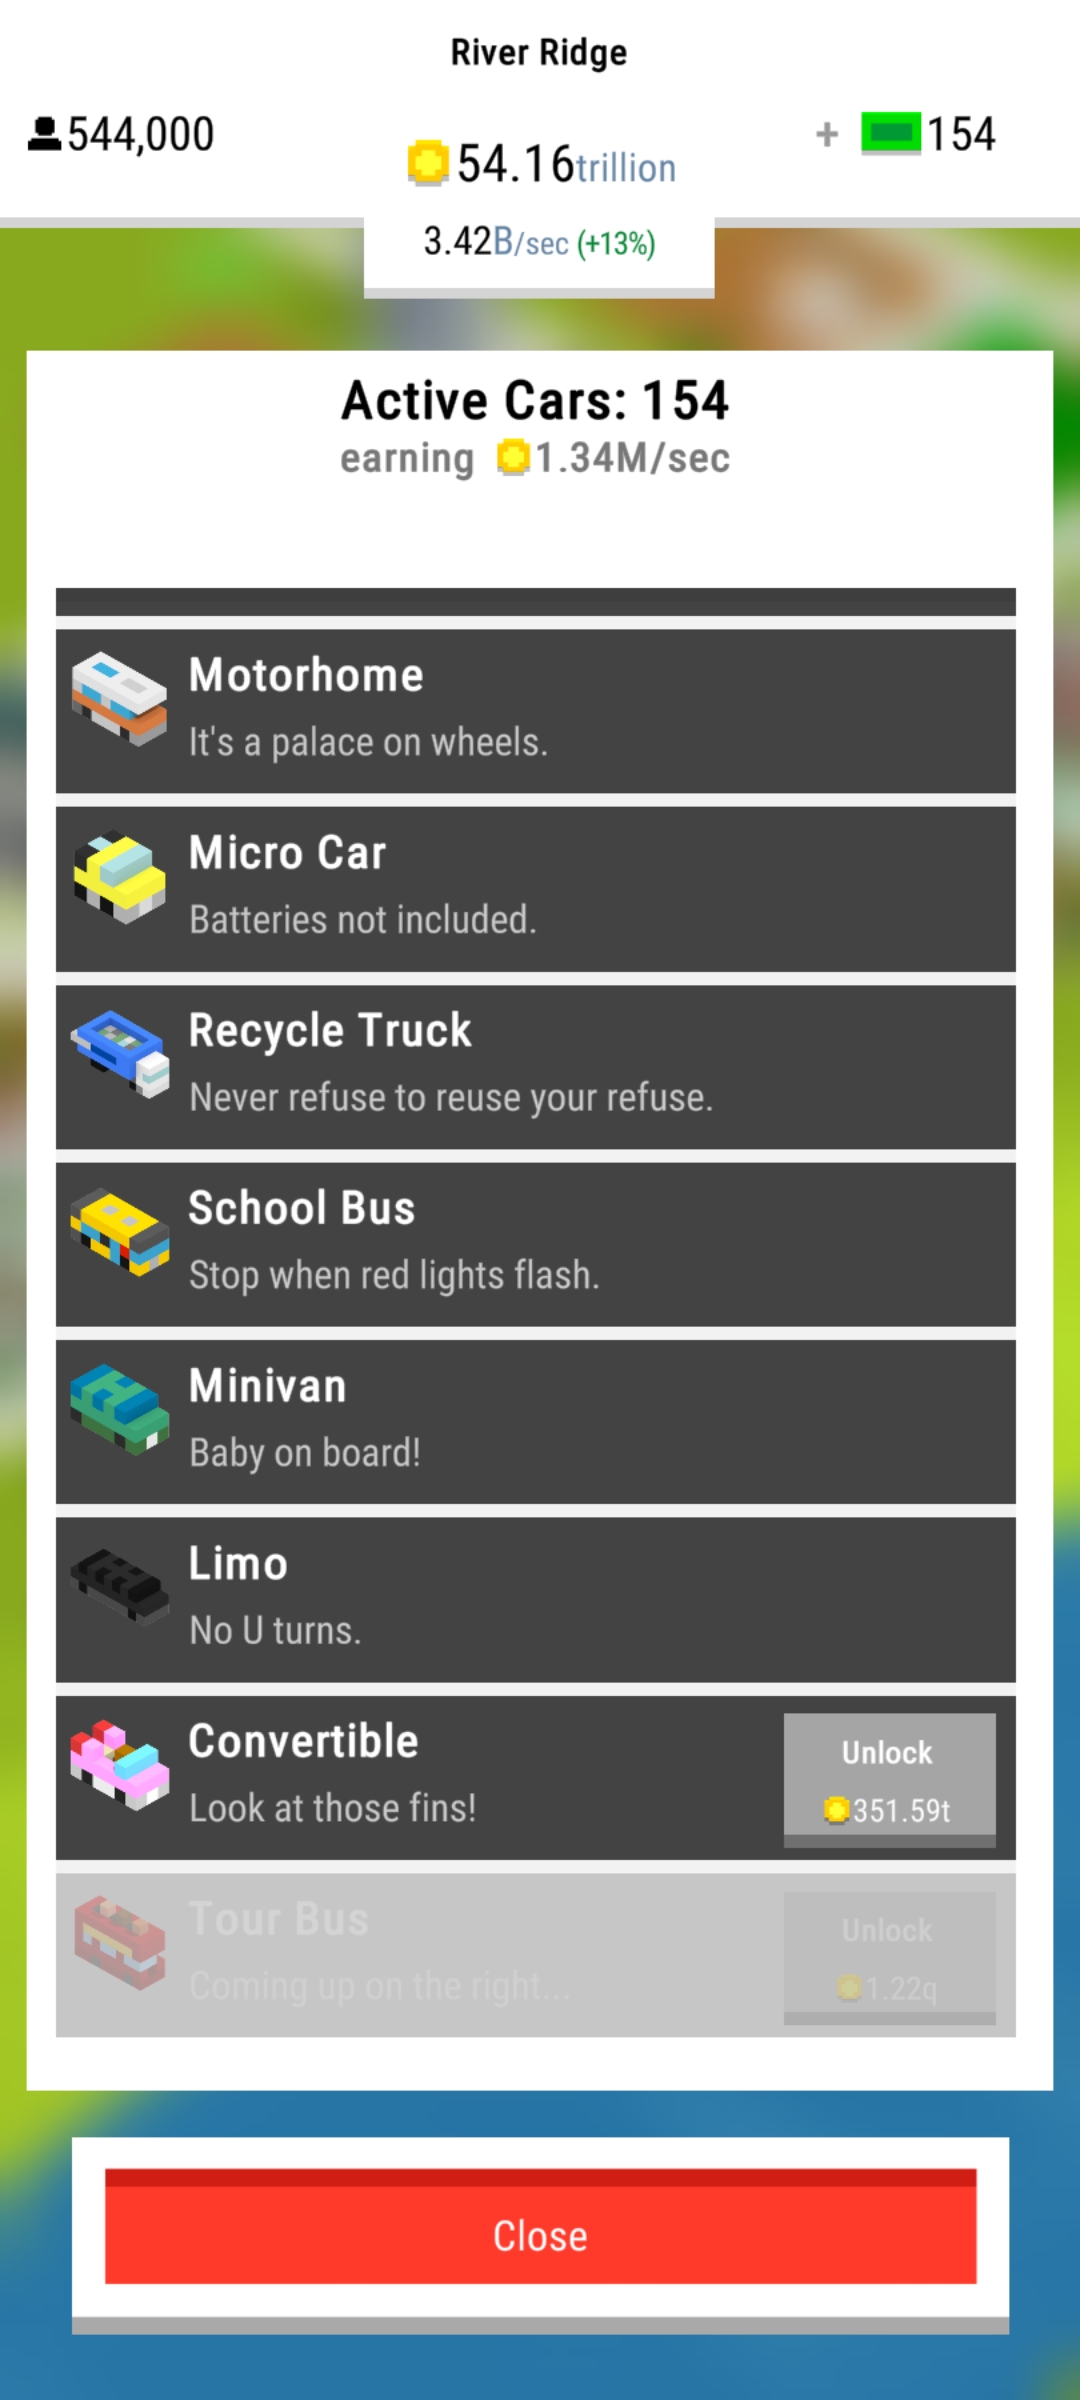 River Ridge
544,000
54.16trillion
+ 154
3.42B/sec (+13%)
Active Cars: 154
earning 1.34M/sec
Motorhome
It's a palace on wheels.
Micro Car
Batteries not included.
Recycle Truck
Never refuse to reuse your refuse.
School Bus
Stop when red lights flash.
Minivan
Baby on board!
Limo
No U turns.
Convertible
Look at those fins!
Unlock
351.59t
Tour Bus
Coming up on the right...
Unlock
1.22q
Close